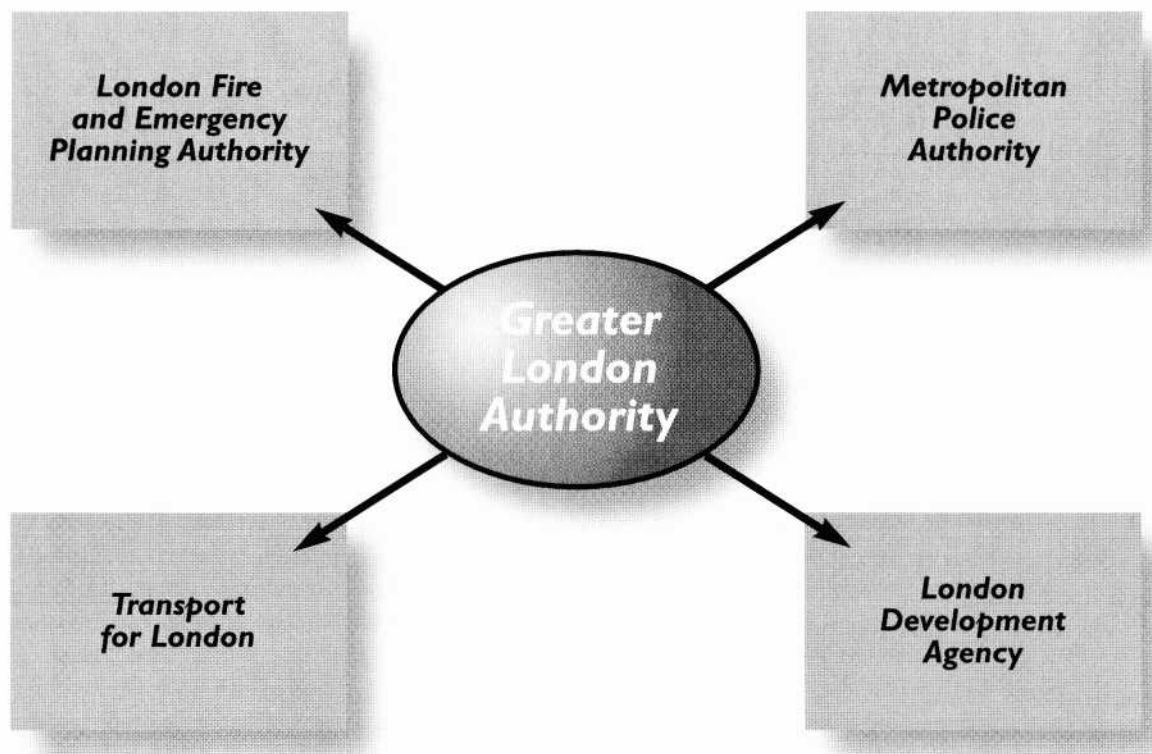 London Fire
and Emergency
Planning Authority
Metropolitan
Police
Authority
Greater
London
Authority
Transport
for London
London
Development
Agency